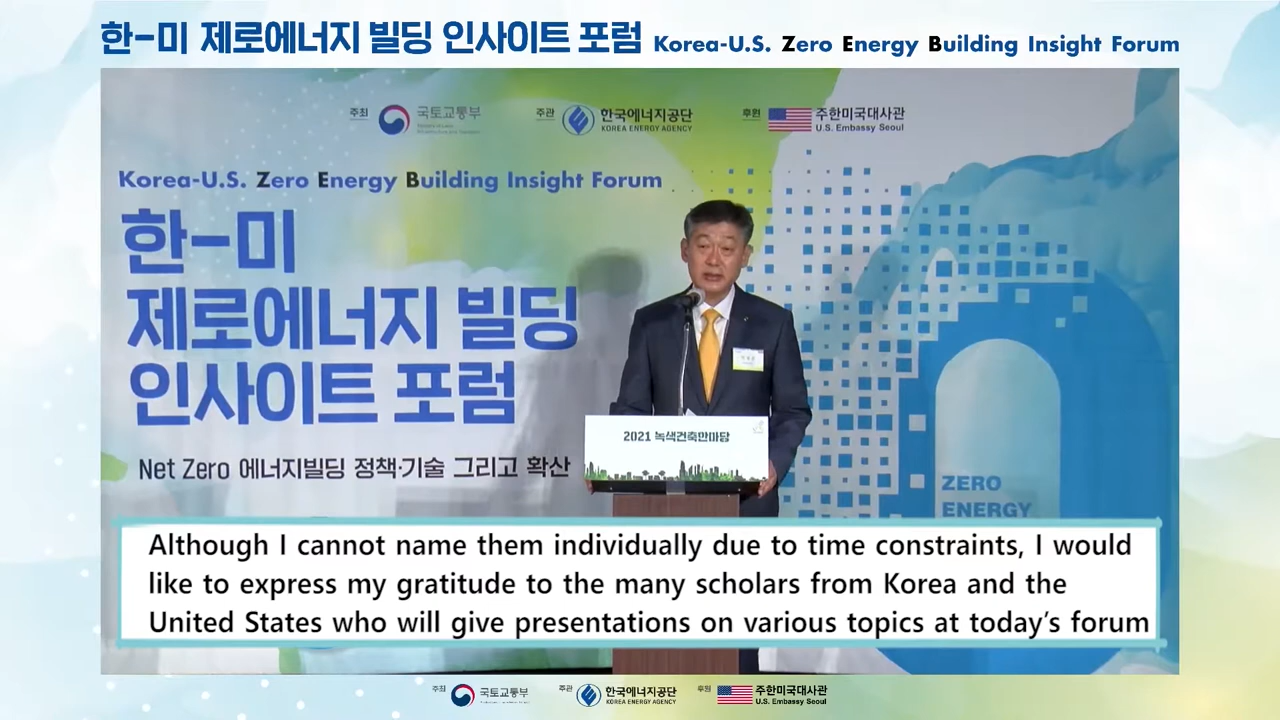 한-미 제로에너지 빌딩 인사이트 포럼 Korea-U.S. Zero Energy Building Insight Forum
주최 국토교통부 주관 한국에너지공단 KOREA ENERGY AGENCY 후원 주한미국대사관 U.S. Embassy Seoul
Korea-U.S. Zero Energy Building Insight Forum
한-미
제로에너지 빌딩
인사이트 포럼
Net Zero 에너지빌딩 정책·기술 그리고 확산
2021 녹색건축한마당
ZERO
ENERGY
Although I cannot name them individually due to time constraints, I would
like to express my gratitude to the many scholars from Korea and the
United States who will give presentations on various topics at today's forum
주최 국토교통부 주관 한국에너지공단 KOREA ENERGY AGENCY 후원 주한미국대사관 U.S. Embassy Seoul